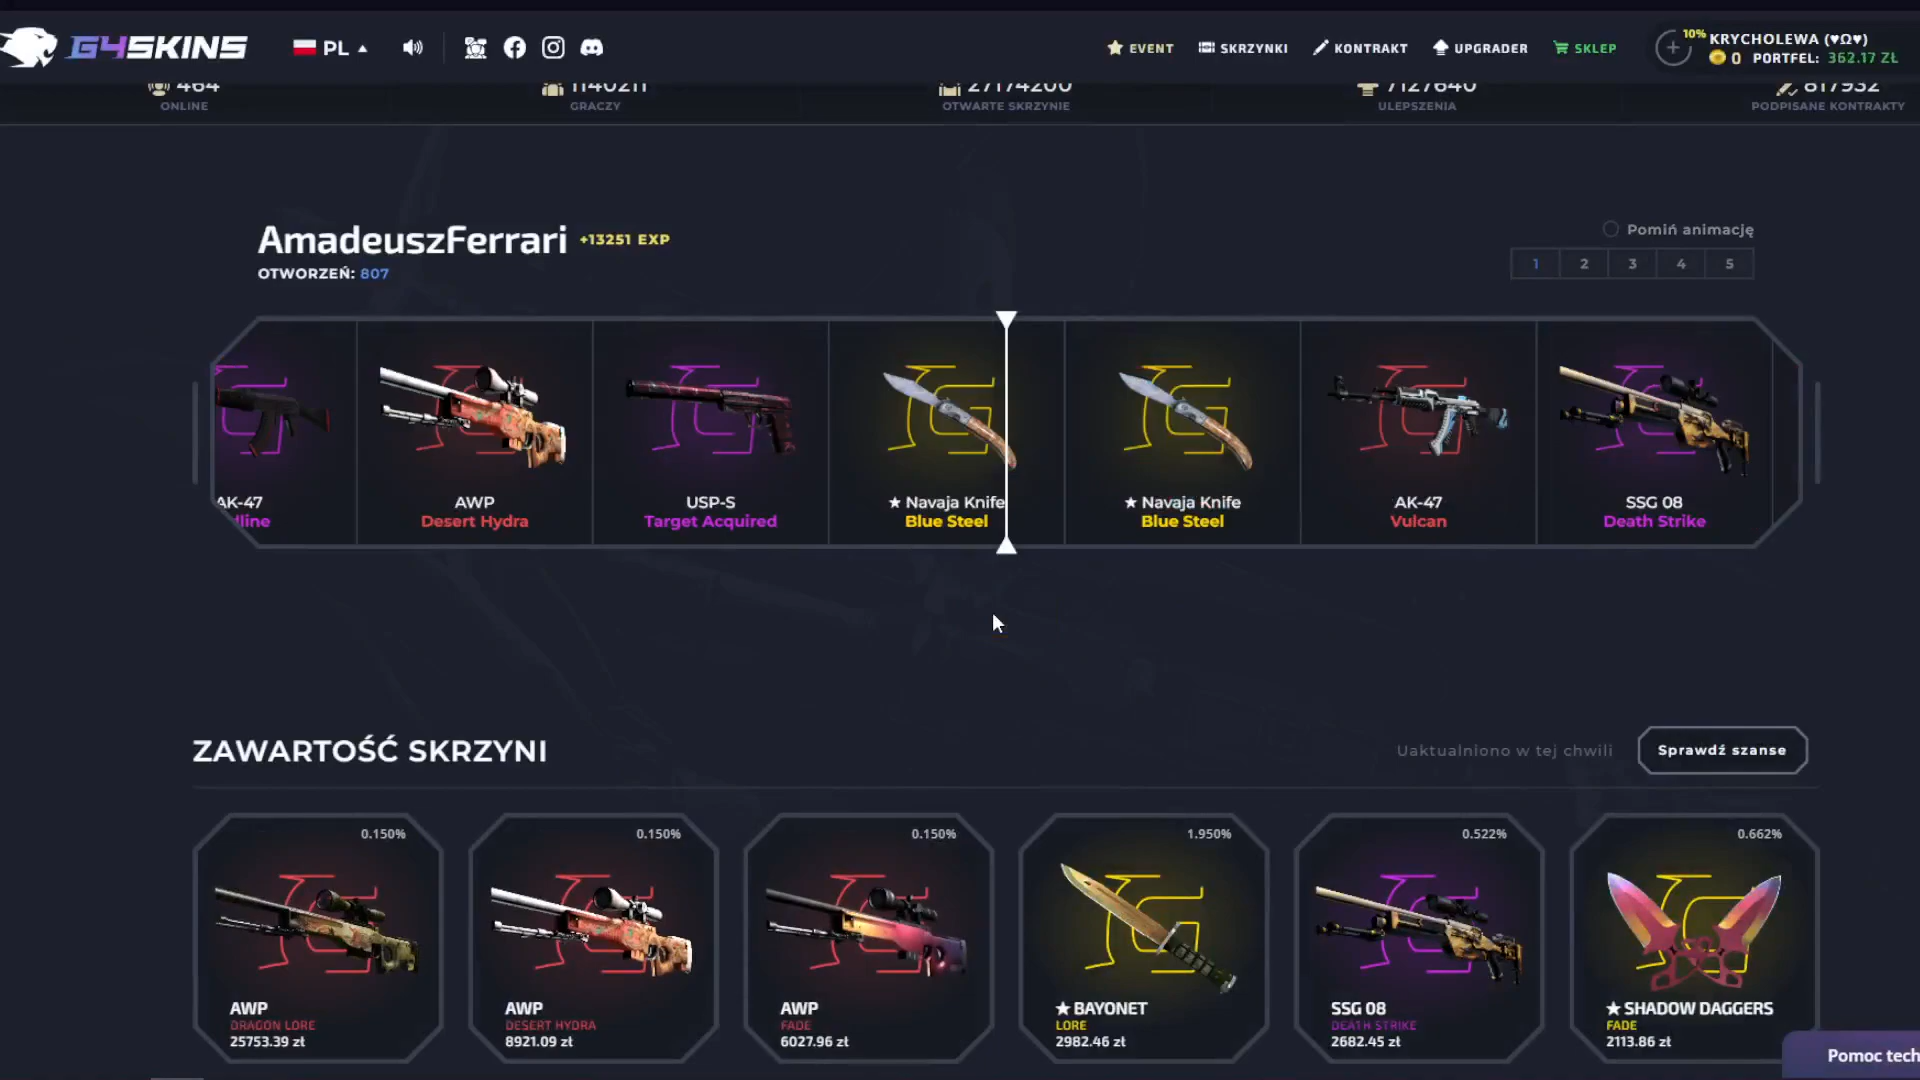 G4SKINS
PL
EVENT
SKRZYNKI
KONTRAKT
UPGRADER
SKLEP
10%
KRYCHOLEWA (♥Ω♥)
0 PORTFEL: 362.17 ZŁ
464
ONLINE
1140211
GRACZY
27174200
OTWARTE SKRZYNIE
7127640
ULEPSZENIA
817932
PODPISANE KONTRAKTY
AmadeuszFerrari +13251 EXP
OTWORZEŃ: 807
Pomiń animację
1 2 3 4 5
AK-47
AWP
Desert Hydra
USP-S
Target Acquired
★ Navaja Knife
Blue Steel
★ Navaja Knife
Blue Steel
AK-47
Vulcan
SSG 08
Death Strike
ZAWARTOŚĆ SKRZYNI
Uaktualniono w tej chwili
Sprawdź szanse
0.150%
AWP
DRAGON LORE
25753.39 zł
0.150%
AWP
DESERT HYDRA
8921.09 zł
0.150%
AWP
FADE
6027.96 zł
1.950%
★ BAYONET
LORE
2982.46 zł
0.522%
SSG 08
DEATH STRIKE
2682.45 zł
0.662%
★ SHADOW DAGGERS
FADE
2113.86 zł
Pomoc tech